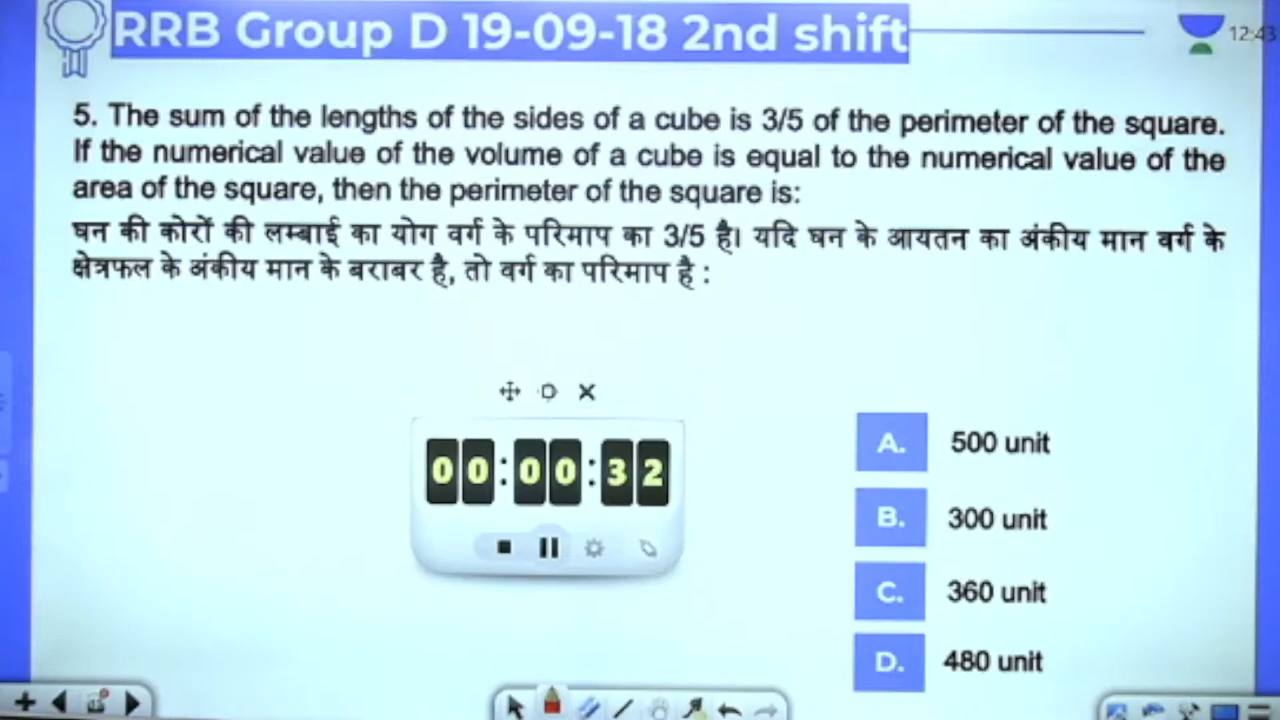 RRB Group D 19-09-18 2nd shift
12:43
5. The sum of the lengths of the sides of a cube is 3/5 of the perimeter of the square.
If the numerical value of the volume of a cube is equal to the numerical value of the
area of the square, then the perimeter of the square is:
घन की कोरों की लम्बाई का योग वर्ग के परिमाप का 3/5 है। यदि घन के आयतन का अंकीय मान वर्ग के
क्षेत्रफल के अंकीय मान के बराबर है, तो वर्ग का परिमाप है :
00:00:32
A. 500 unit
B. 300 unit
C. 360 unit
D. 480 unit